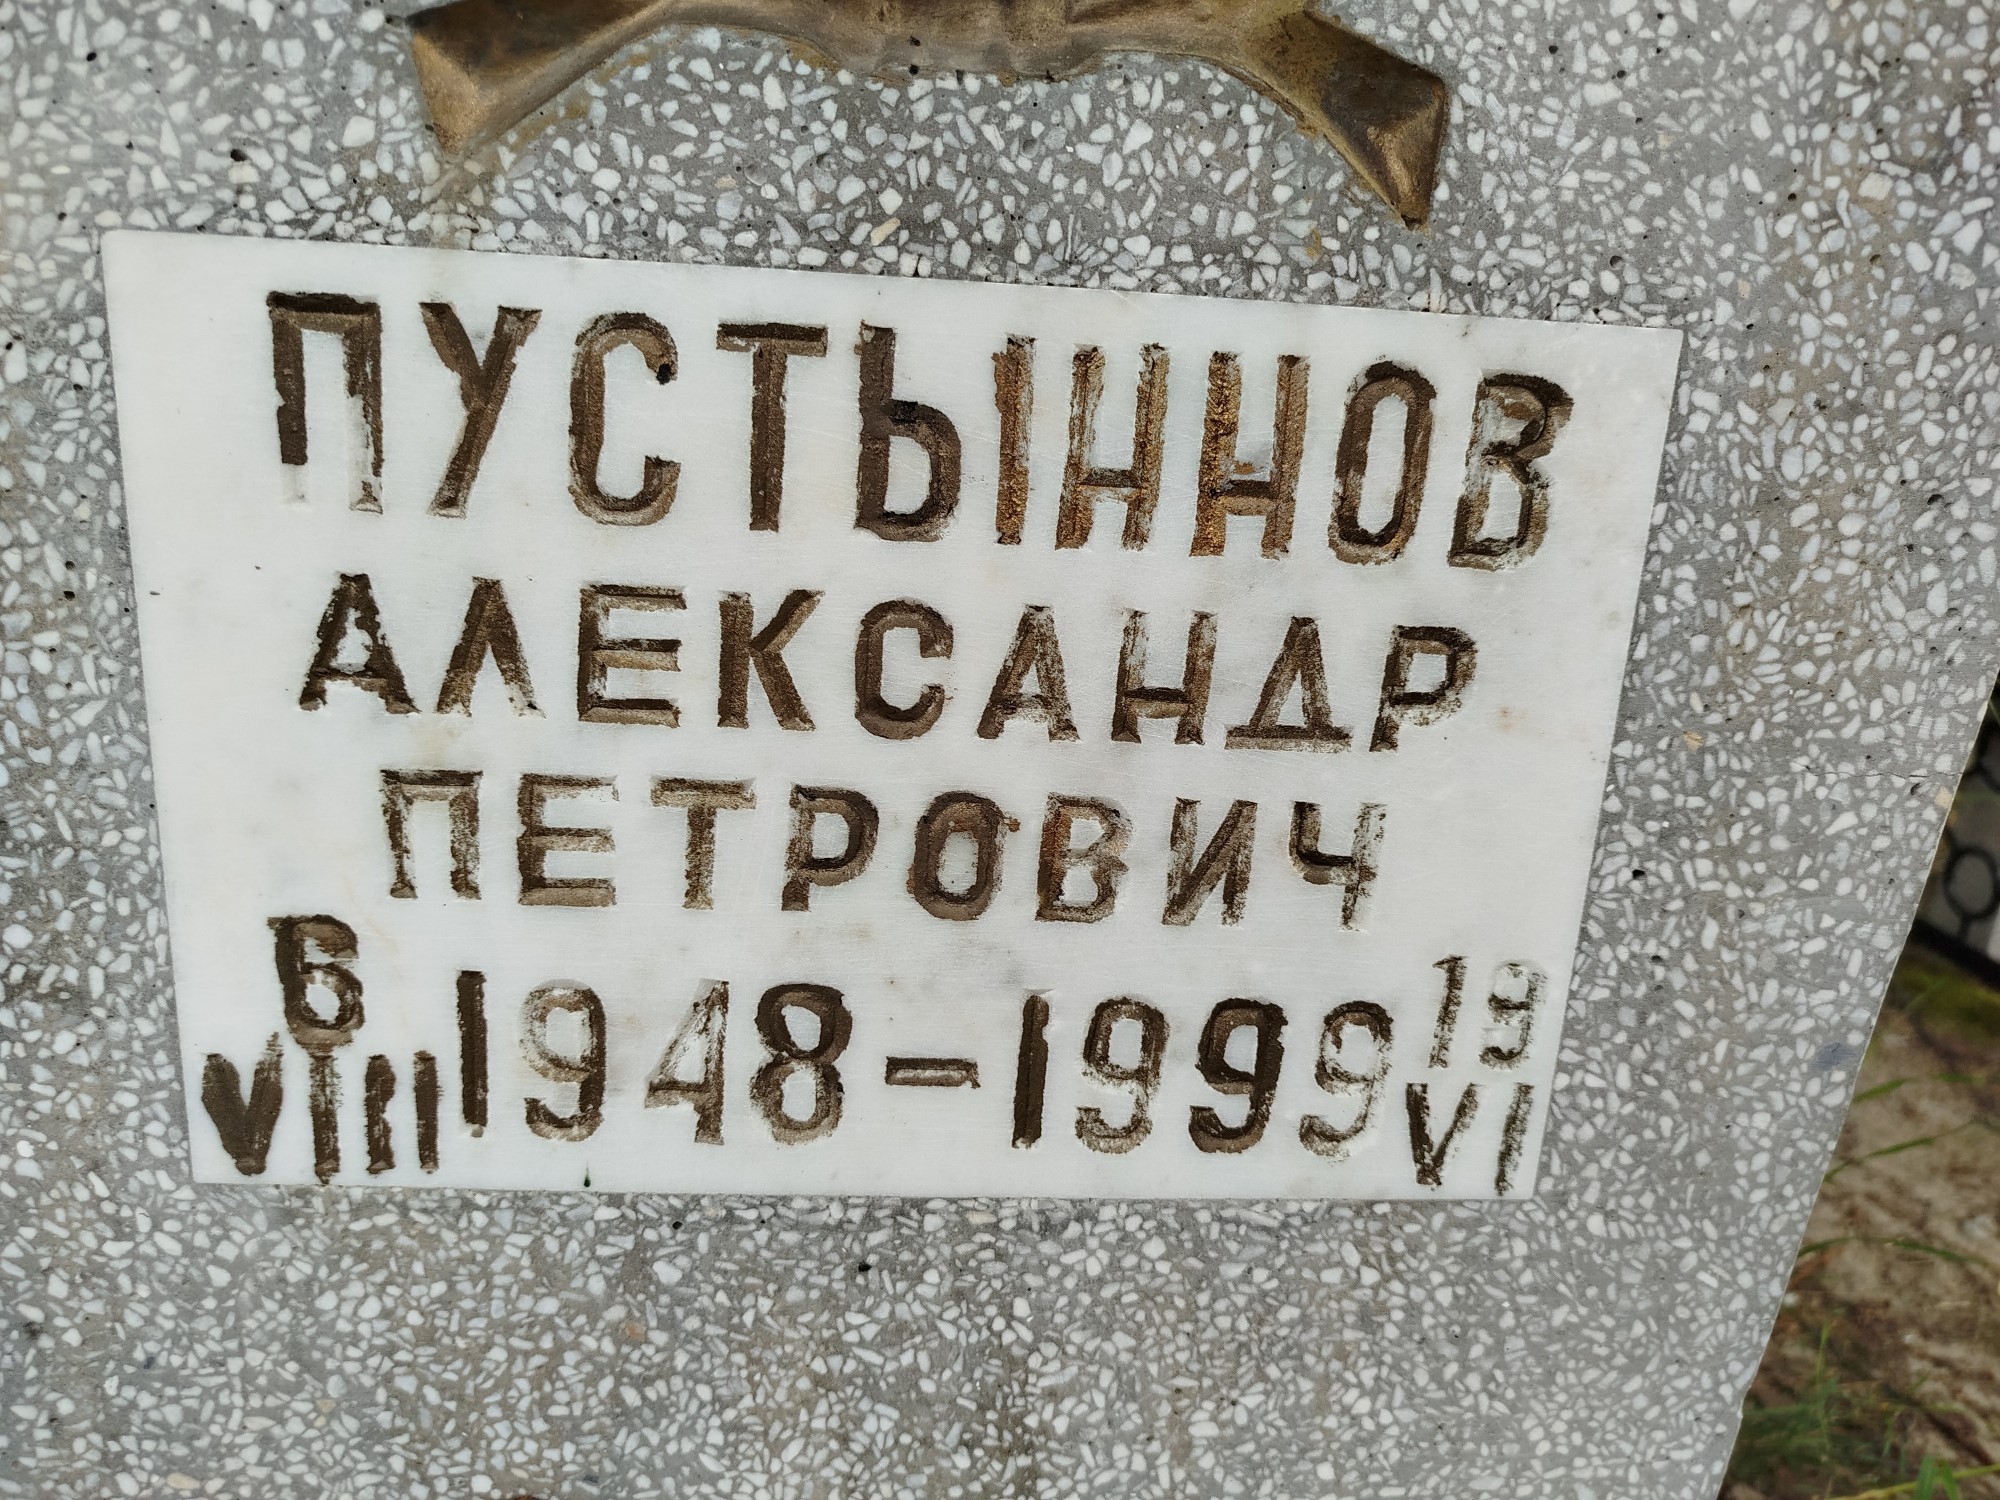 ПУСТЫННОВ
АЛЕКСАНДР
ПЕТРОВИЧ
6
VIII 1948-1999 19
VI